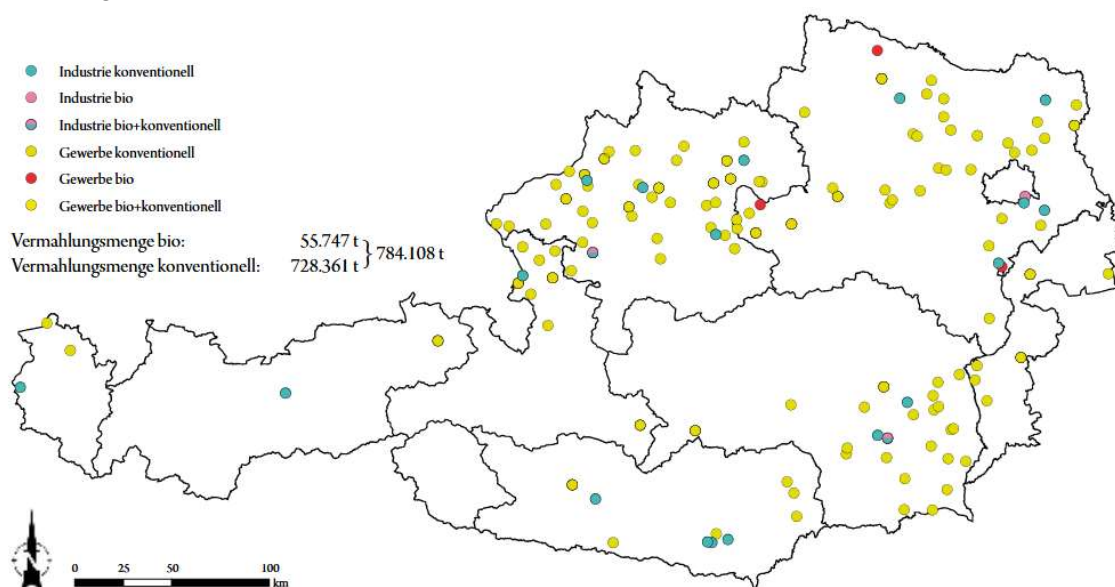 Industrie konventionell
Industrie bio
Industrie bio+konventionell
Gewerbe konventionell
Gewerbe bio
Gewerbe bio+konventionell
Vermahlungsmenge bio: 55.747 t
Vermahlungsmenge konventionell: 728.361 t } 784.108 t
N
0 25 50 100
km